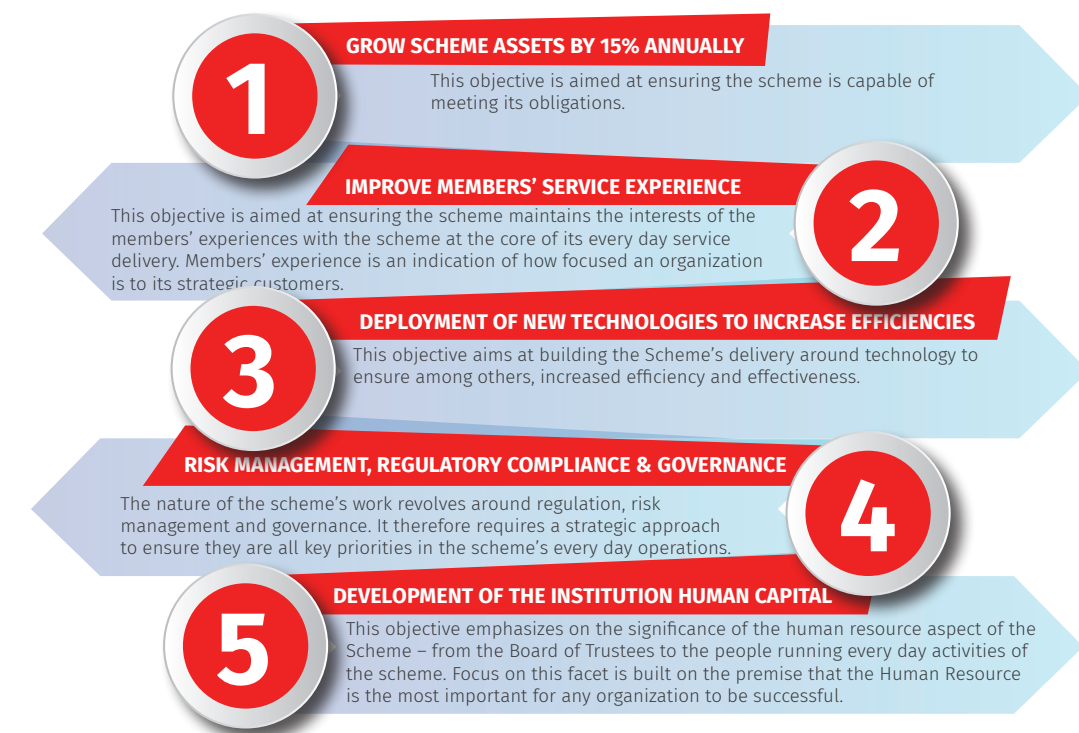 1
GROW SCHEME ASSETS BY 15% ANNUALLY
This objective is aimed at ensuring the scheme is capable of
meeting its obligations.
2
IMPROVE MEMBERS’ SERVICE EXPERIENCE
This objective is aimed at ensuring the scheme maintains the interests of the
members’ experiences with the scheme at the core of its every day service
delivery. Members’ experience is an indication of how focused an organization
is to its strategic customers.
3
DEPLOYMENT OF NEW TECHNOLOGIES TO INCREASE EFFICIENCIES
This objective aims at building the Scheme’s delivery around technology to
ensure among others, increased efficiency and effectiveness.
4
RISK MANAGEMENT, REGULATORY COMPLIANCE & GOVERNANCE
The nature of the scheme’s work revolves around regulation, risk
management and governance. It therefore requires a strategic approach
to ensure they are all key priorities in the scheme’s every day operations.
5
DEVELOPMENT OF THE INSTITUTION HUMAN CAPITAL
This objective emphasizes on the significance of the human resource aspect of the
Scheme – from the Board of Trustees to the people running every day activities of
the scheme. Focus on this facet is built on the premise that the Human Resource
is the most important for any organization to be successful.